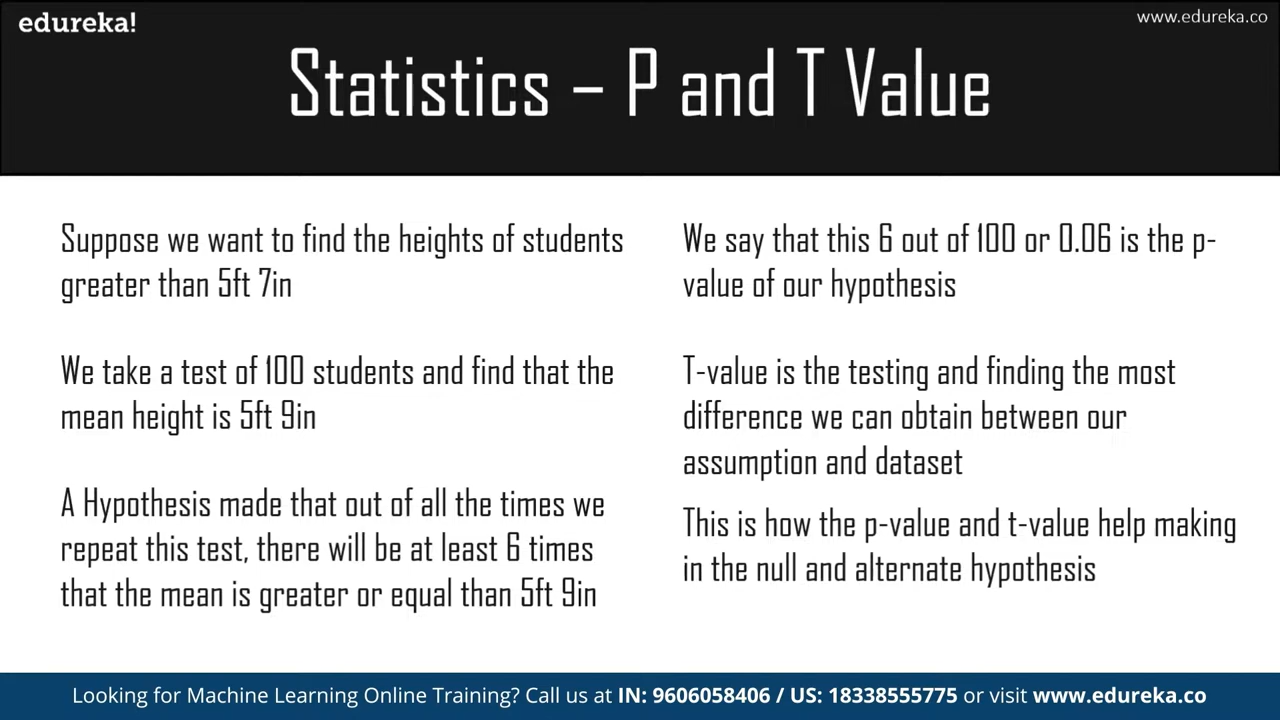 edureka!
www.edureka.co
Statistics – P and T Value
Suppose we want to find the heights of students
greater than 5ft 7in
We take a test of 100 students and find that the
mean height is 5ft 9in
A Hypothesis made that out of all the times we
repeat this test, there will be at least 6 times
that the mean is greater or equal than 5ft 9in
We say that this 6 out of 100 or 0.06 is the p-
value of our hypothesis
T-value is the testing and finding the most
difference we can obtain between our
assumption and dataset
This is how the p-value and t-value help making
in the null and alternate hypothesis
Looking for Machine Learning Online Training? Call us at IN: 9606058406 / US: 18338555775 or visit www.edureka.co